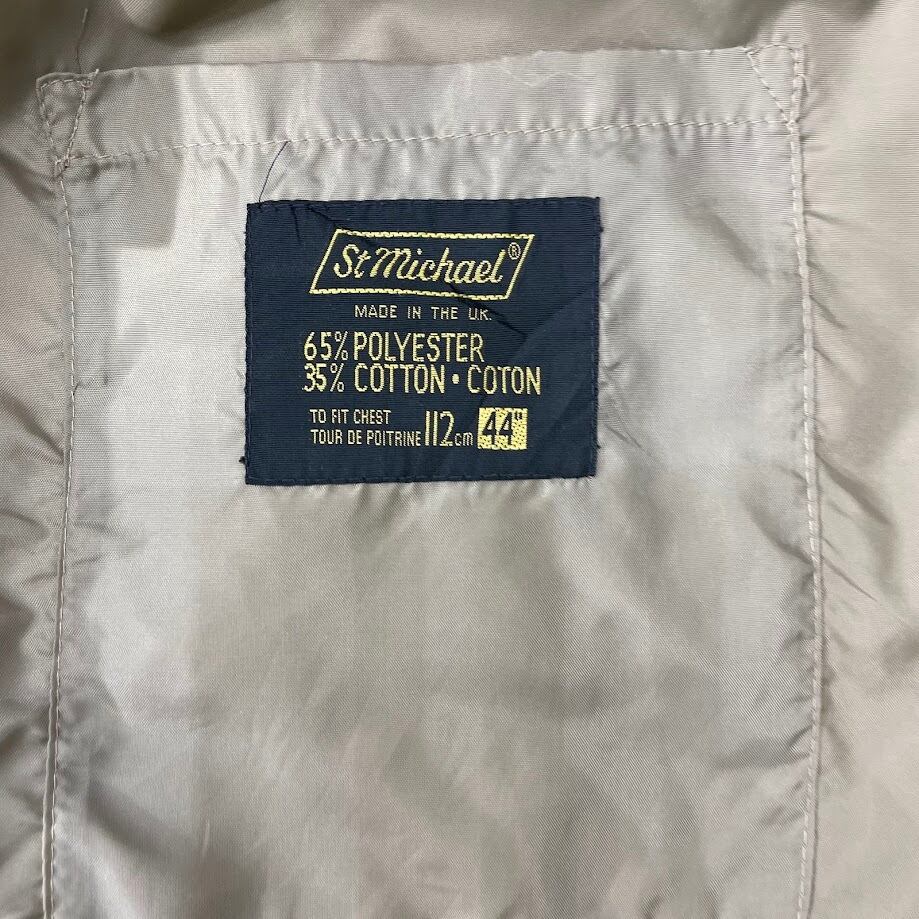 St Michael®
MADE IN THE U.K.
65% POLYESTER
35% COTTON · COTON
TO FIT CHEST
TOUR DE POITRINE 112cm 44"